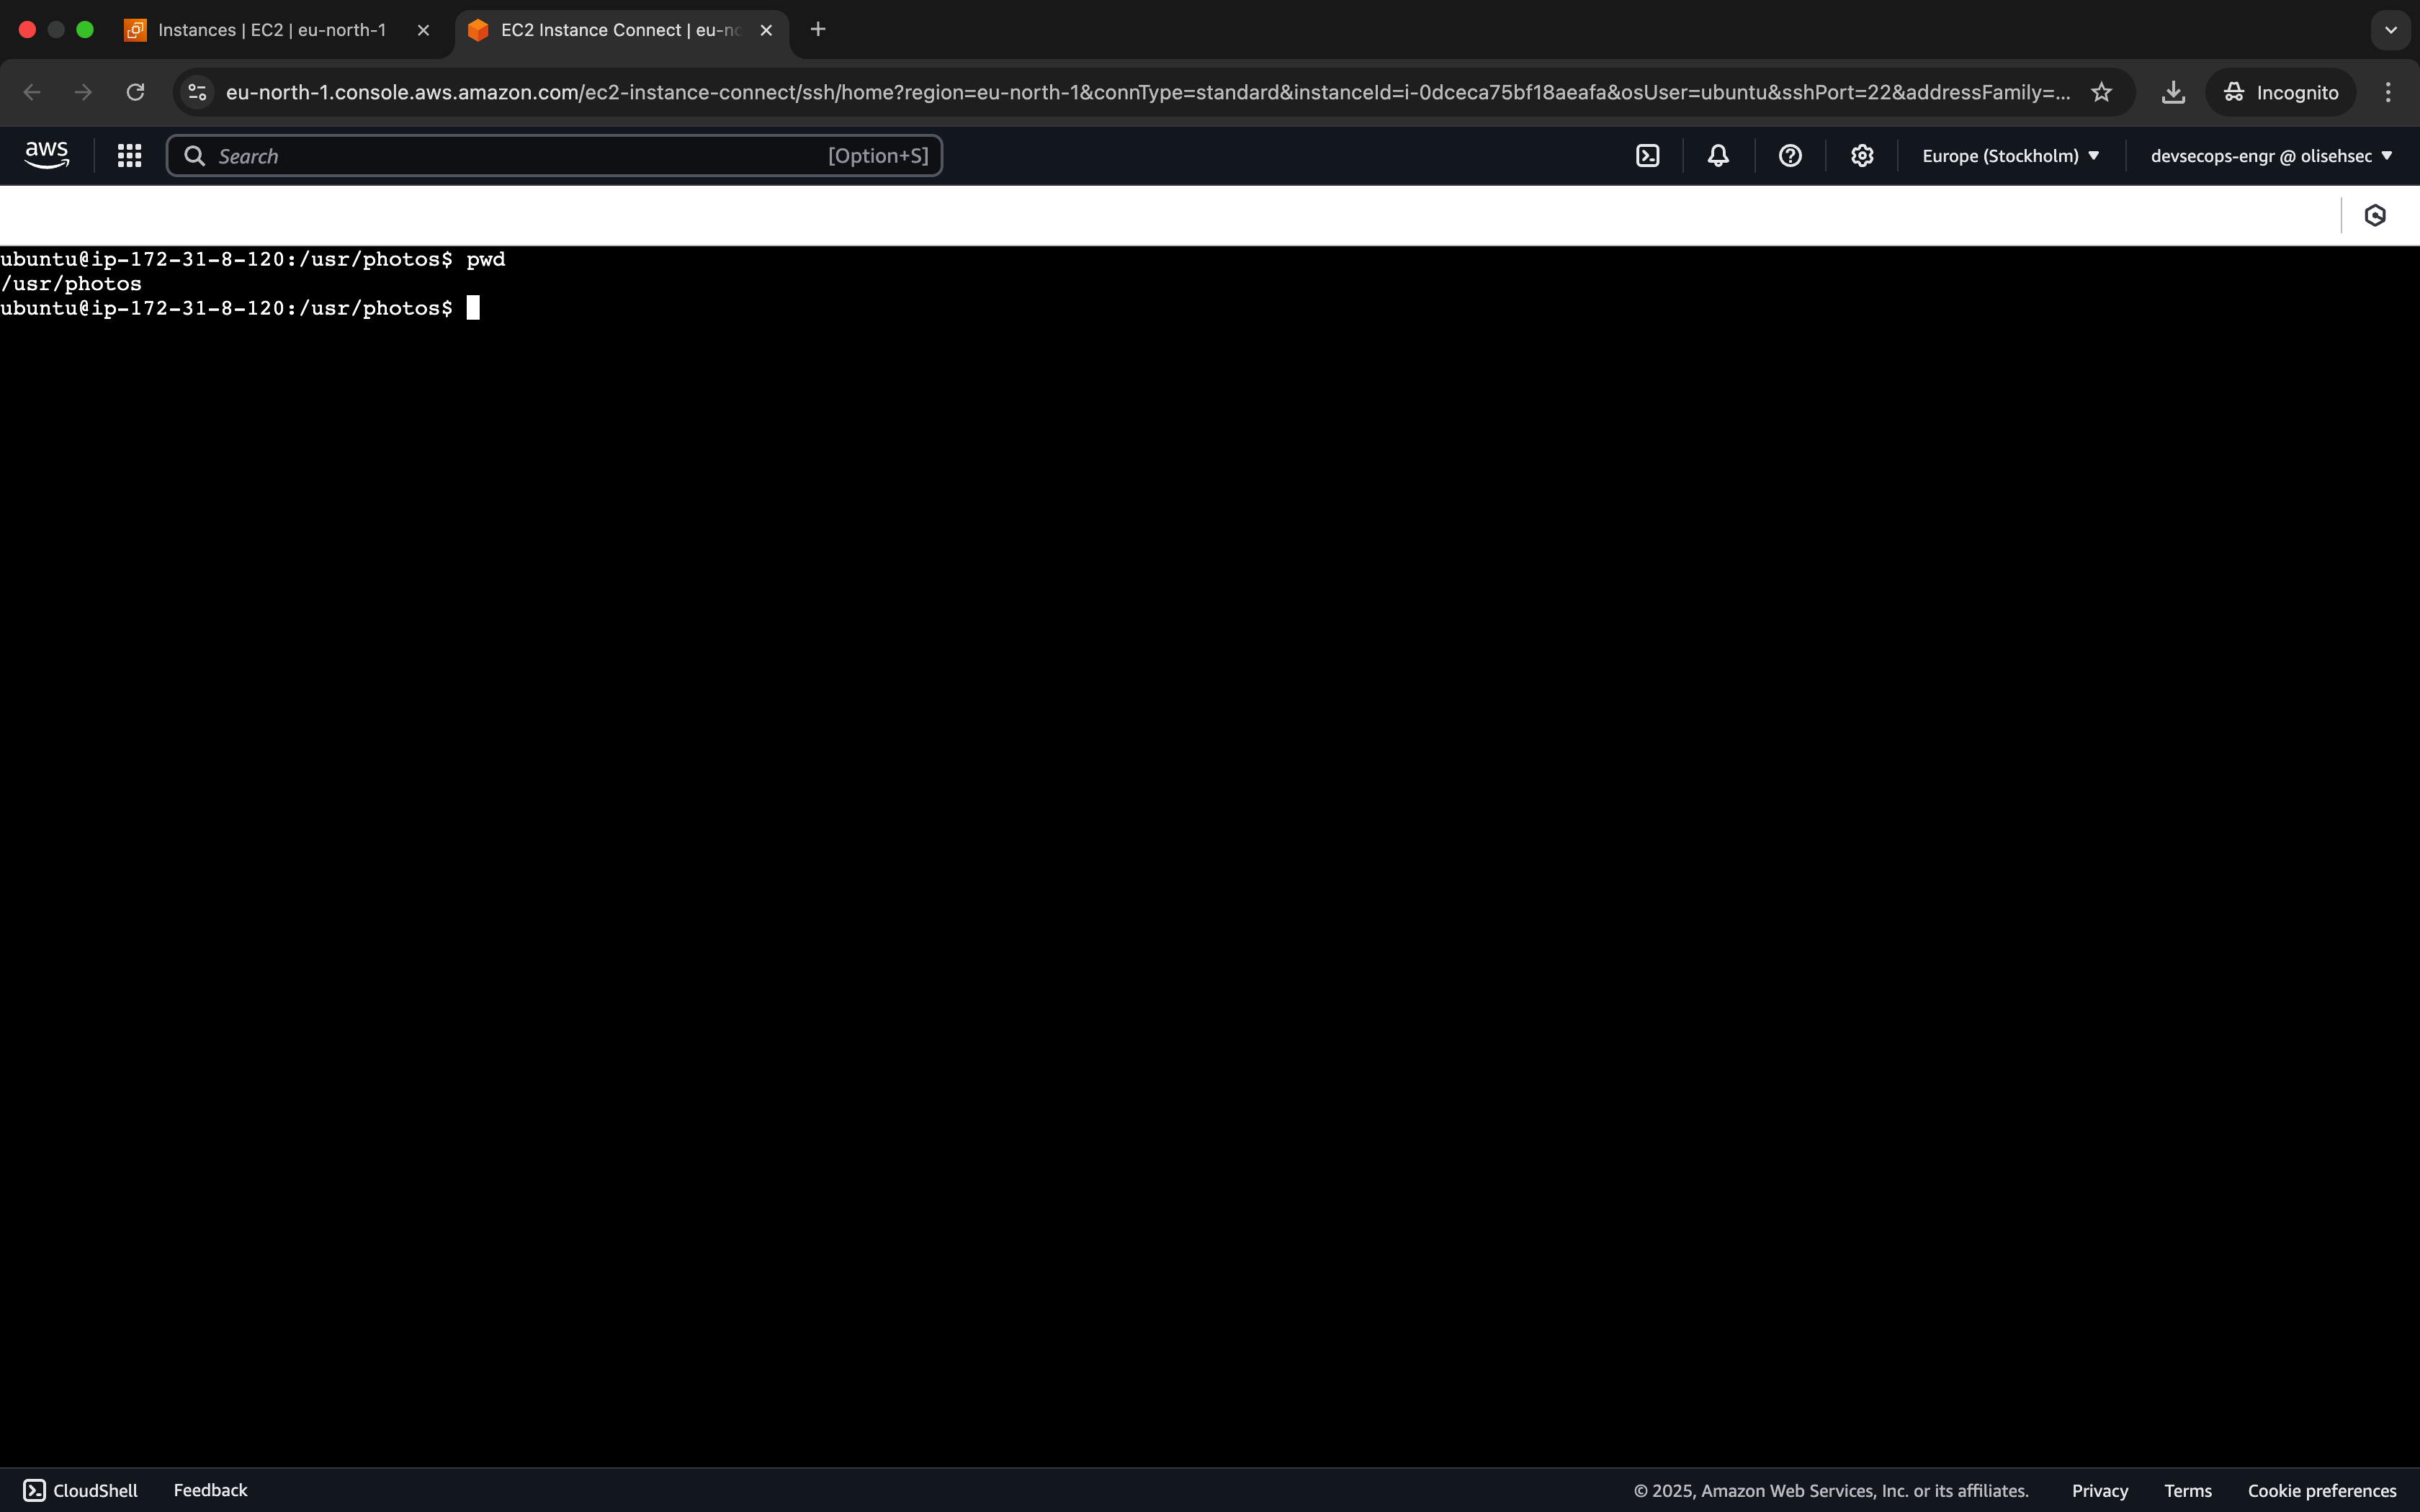 Instances | EC2 | eu-north-1
EC2 Instance Connect | eu-no
eu-north-1.console.aws.amazon.com/ec2-instance-connect/ssh/home?region=eu-north-1&connType=standard&instanceId=i-0dceca75bf18aeafa&osUser=ubuntu&sshPort=22&addressFamily=...
Incognito
aws
Search
[Option+S]
Europe (Stockholm)
devsecops-engr @ olisehsec
ubuntu@ip-172-31-8-120:/usr/photos$ pwd
/usr/photos
ubuntu@ip-172-31-8-120:/usr/photos$
CloudShell
Feedback
© 2025, Amazon Web Services, Inc. or its affiliates.
Privacy
Terms
Cookie preferences